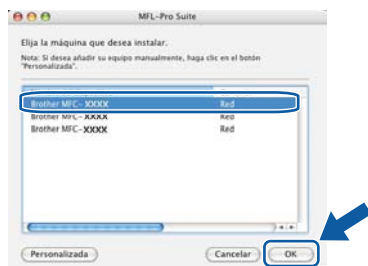 MFL-Pro Suite
Elija la máquina que desea instalar.
Nota: Si desea añadir su equipo manualmente, haga clic en el botón
"Personalizada".
Brother MFC-XXXX Red
Brother MFC-XXXX Red
Brother MFC-XXXX Red
Personalizada Cancelar OK